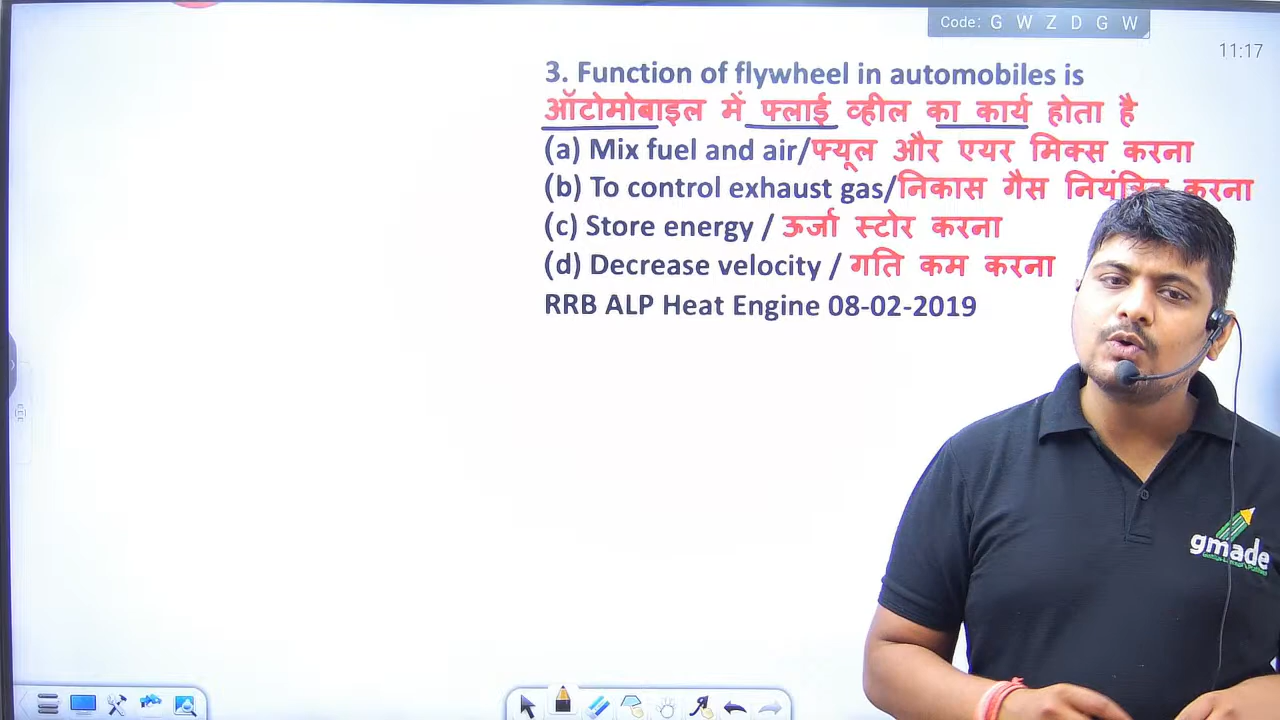 Code: G W Z D G W
11:17
3. Function of flywheel in automobiles is
ऑटोमोबाइल में फ्लाई व्हील का कार्य होता है
(a) Mix fuel and air/फ्यूल और एयर मिक्स करना
(b) To control exhaust gas/निकास गैस नियंत्रित करना
(c) Store energy / ऊर्जा स्टोर करना
(d) Decrease velocity / गति कम करना
RRB ALP Heat Engine 08-02-2019
gmade